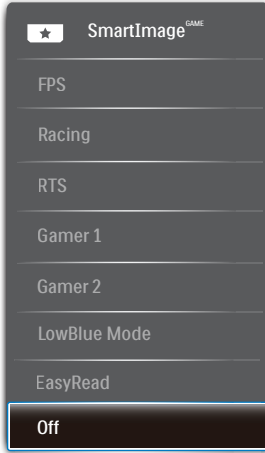 SmartImage GAME
FPS
Racing
RTS
Gamer 1
Gamer 2
LowBlue Mode
EasyRead
Off